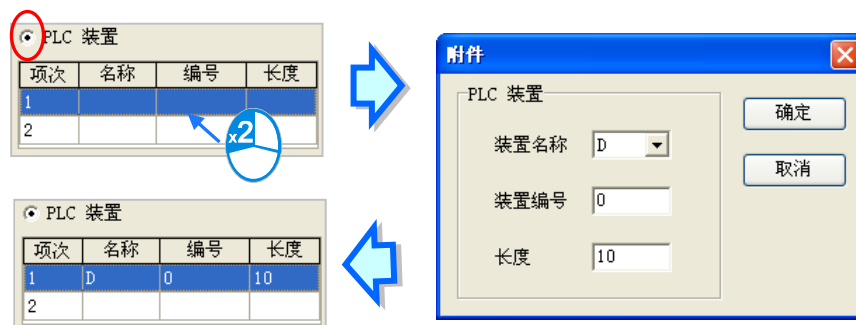 PLC 装置
项次 名称 编号 长度
1
2
x2
附件
PLC 装置
装置名称 D
装置编号 0
长度 10
确定
取消
PLC 装置
项次 名称 编号 长度
1 D 0 10
2